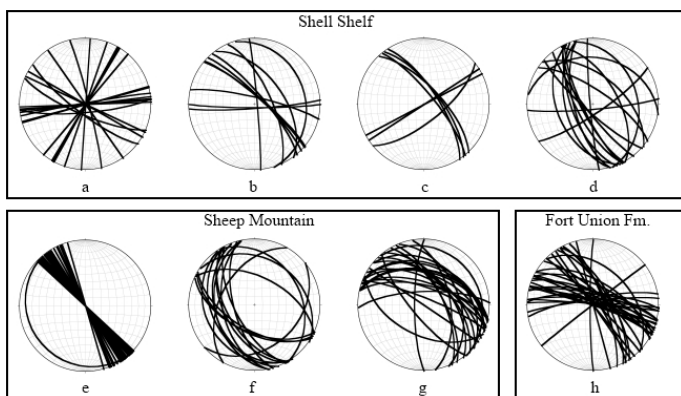 Shell Shelf
a b c d
Sheep Mountain
Fort Union Fm.
e f g
h